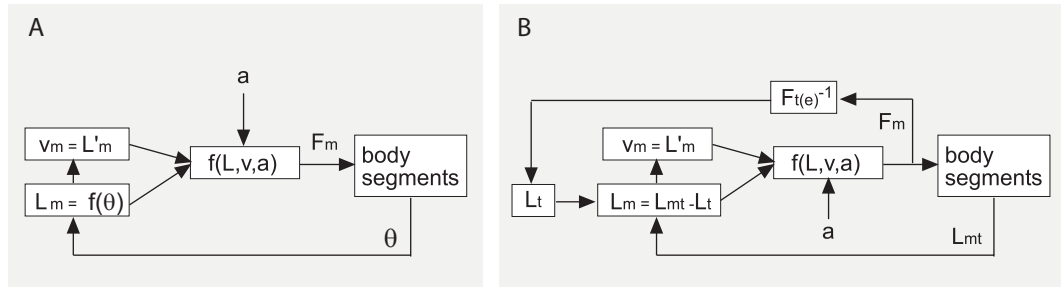 A
a
vm = L'm
f(L,v,a)
Fm
body
segments
Lm = f(θ)
θ
B
Ft(e)-1
Fm
vm = L'm
f(L,v,a)
body
segments
Lt
Lm = Lmt -Lt
a
Lmt